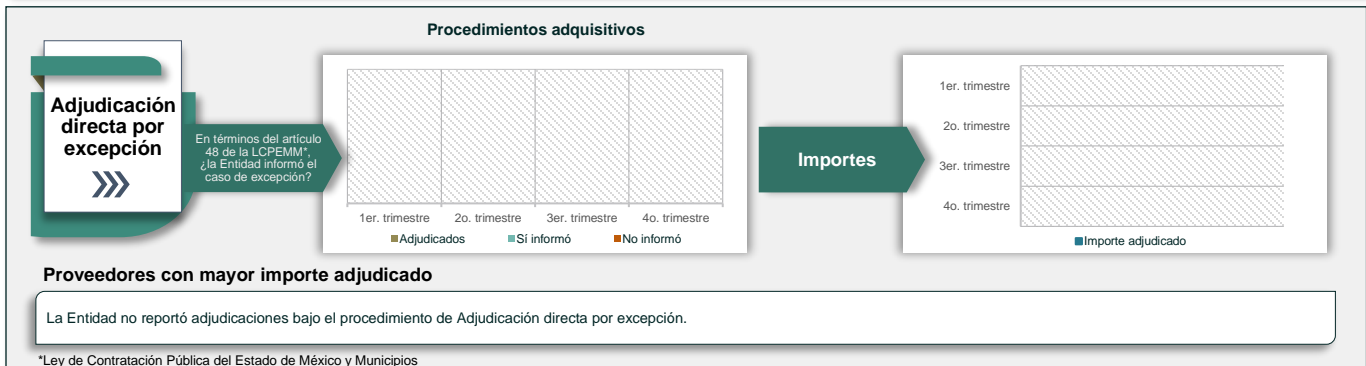 Procedimientos adquisitivos
Adjudicación
directa por
excepción
En términos del artículo
48 de la LCPEMM*,
¿la Entidad informó el
caso de excepción?
1er. trimestre 2o. trimestre 3er. trimestre 4o. trimestre
Adjudicados Sí informó No informó
Importes
1er. trimestre
2o. trimestre
3er. trimestre
4o. trimestre
Importe adjudicado
Proveedores con mayor importe adjudicado
La Entidad no reportó adjudicaciones bajo el procedimiento de Adjudicación directa por excepción.
*Ley de Contratación Pública del Estado de México y Municipios